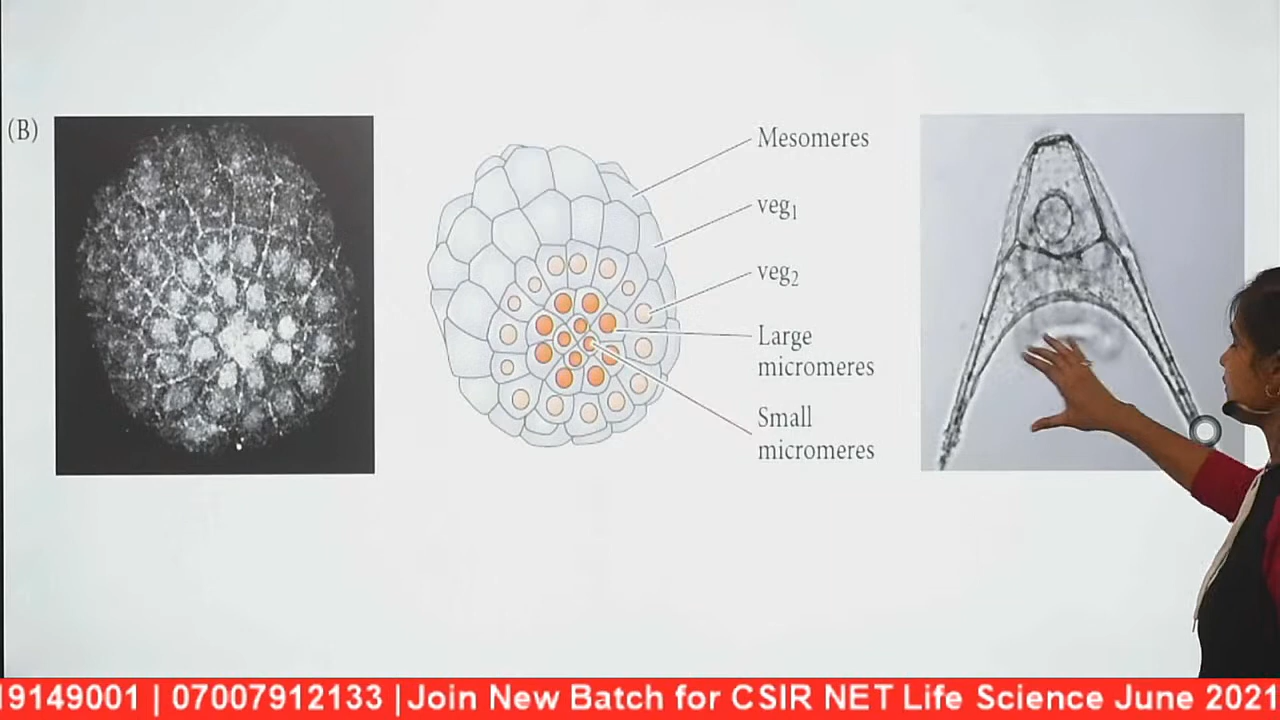 (B)
Mesomeres
veg1
veg2
Large
micromeres
Small
micromeres
19149001 | 07007912133 |Join New Batch for CSIR NET Life Science June 2021